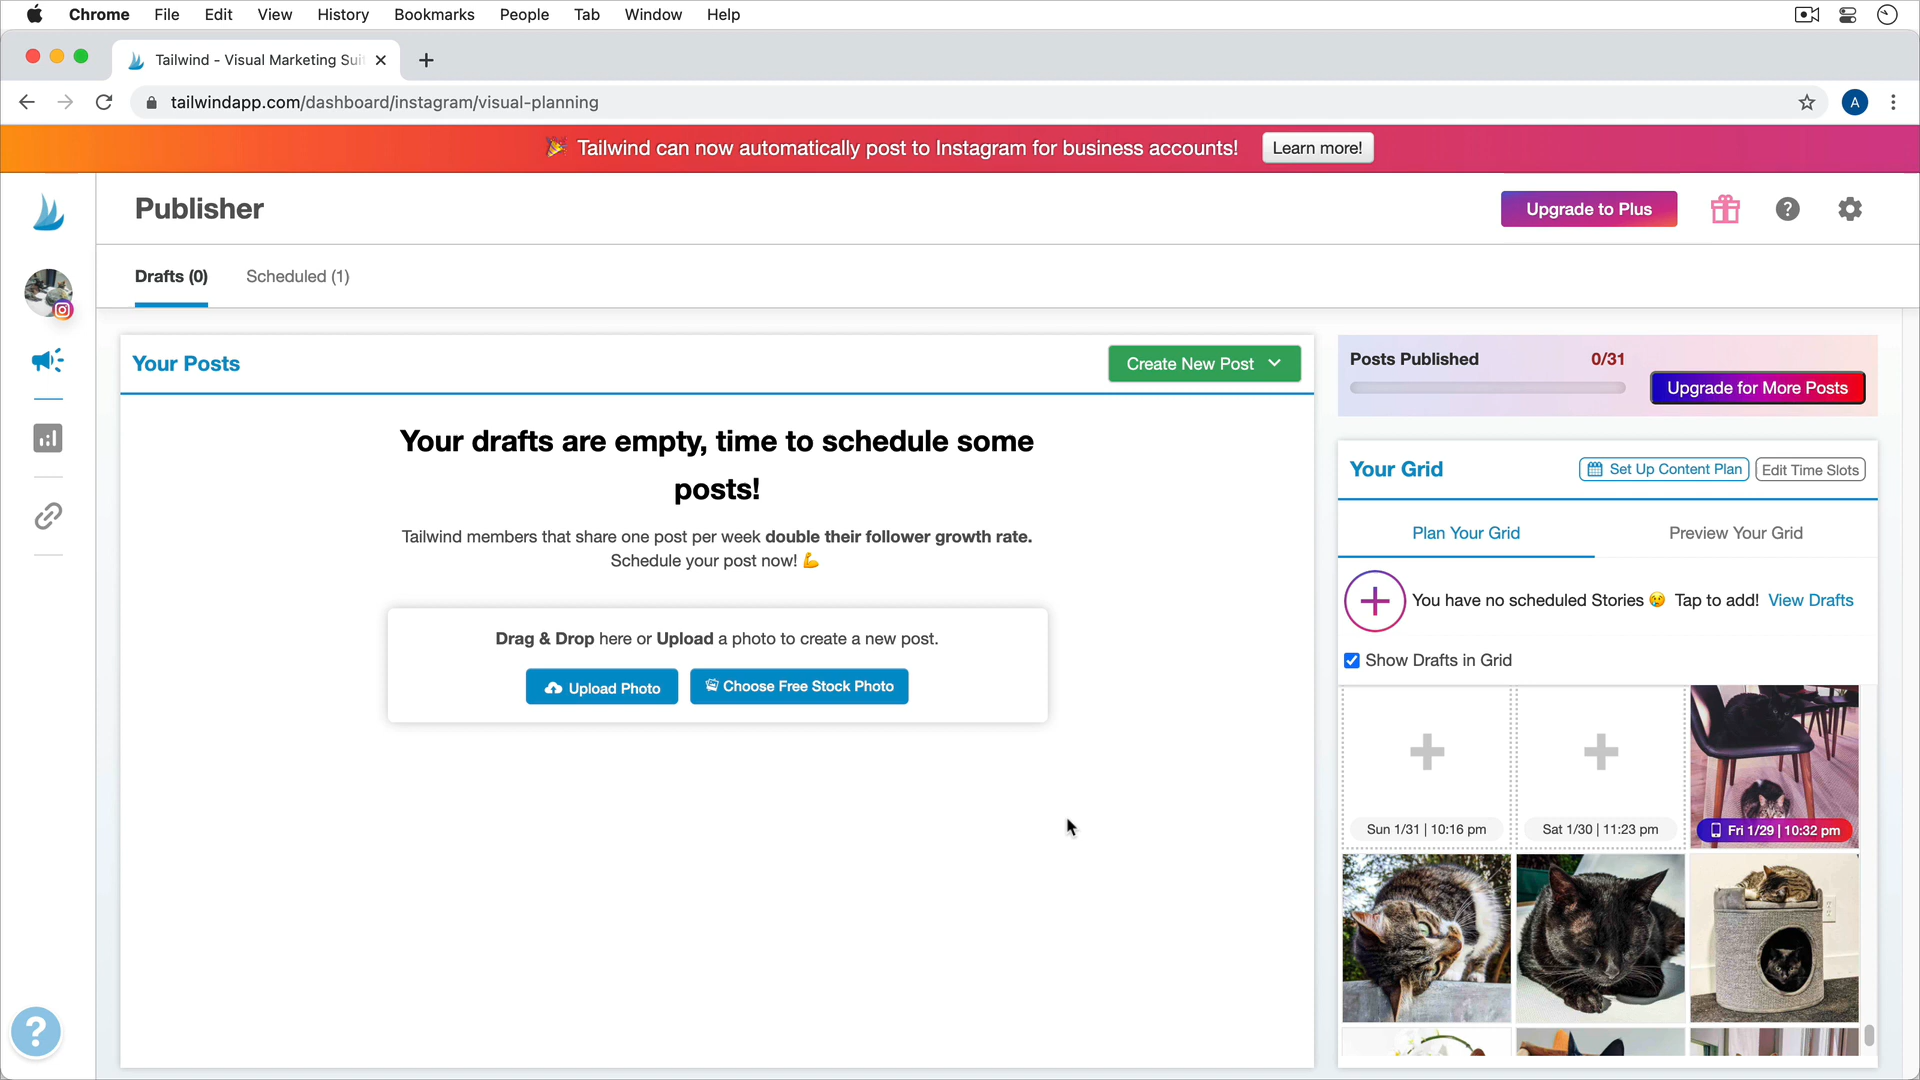 Chrome File Edit View History Bookmarks People Tab Window Help
Tailwind - Visual Marketing Sui
tailwindapp.com/dashboard/instagram/visual-planning
A
🎉 Tailwind can now automatically post to Instagram for business accounts! Learn more!
Publisher
Upgrade to Plus
Drafts (0) Scheduled (1)
Your Posts
Create New Post
Your drafts are empty, time to schedule some
posts!
Tailwind members that share one post per week double their follower growth rate.
Schedule your post now! 💪
Drag & Drop here or Upload a photo to create a new post.
Upload Photo
Choose Free Stock Photo
Posts Published 0/31
Upgrade for More Posts
Your Grid
Set Up Content Plan
Edit Time Slots
Plan Your Grid
Preview Your Grid
You have no scheduled Stories 😢 Tap to add! View Drafts
Show Drafts in Grid
Sun 1/31 | 10:16 pm
Sat 1/30 | 11:23 pm
Fri 1/29 | 10:32 pm
?